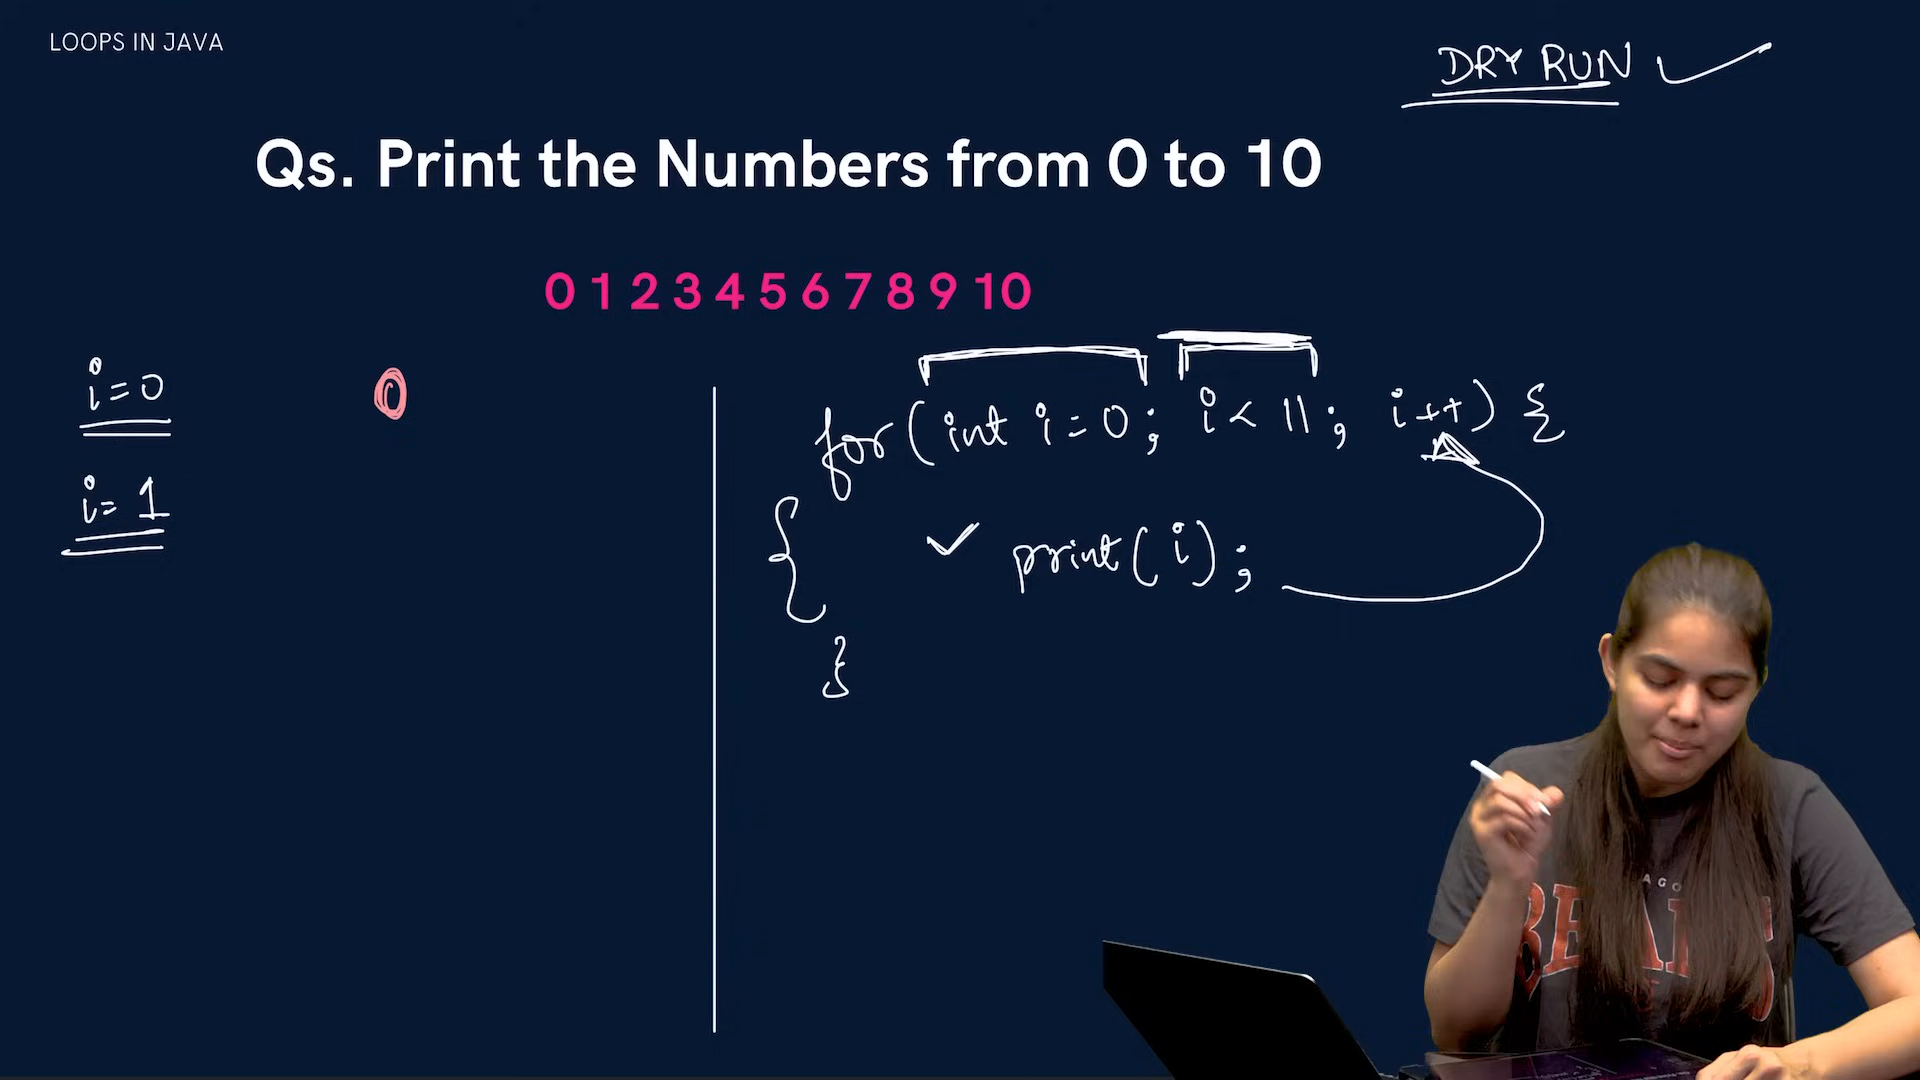 LOOPS IN JAVA
DRY RUN
Qs. Print the Numbers from 0 to 10
0 1 2 3 4 5 6 7 8 9 10
i=0
0
for(int i=0; i<11; i++) {
i=1
{ print(i);
}
AGO
BEARS